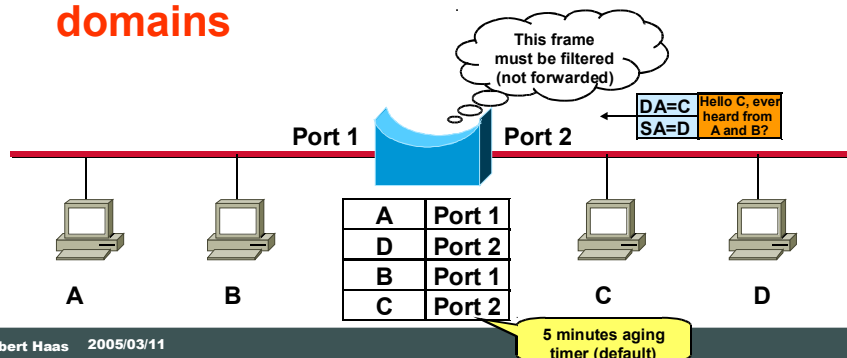 domains
This frame
must be filtered
(not forwarded)
DA=C
SA=D
Hello C, ever
heard from
A and B?
Port 1
Port 2
A Port 1
D Port 2
B Port 1
C Port 2
A
B
C
D
5 minutes aging
timer (default)
bert Haas 2005/03/11